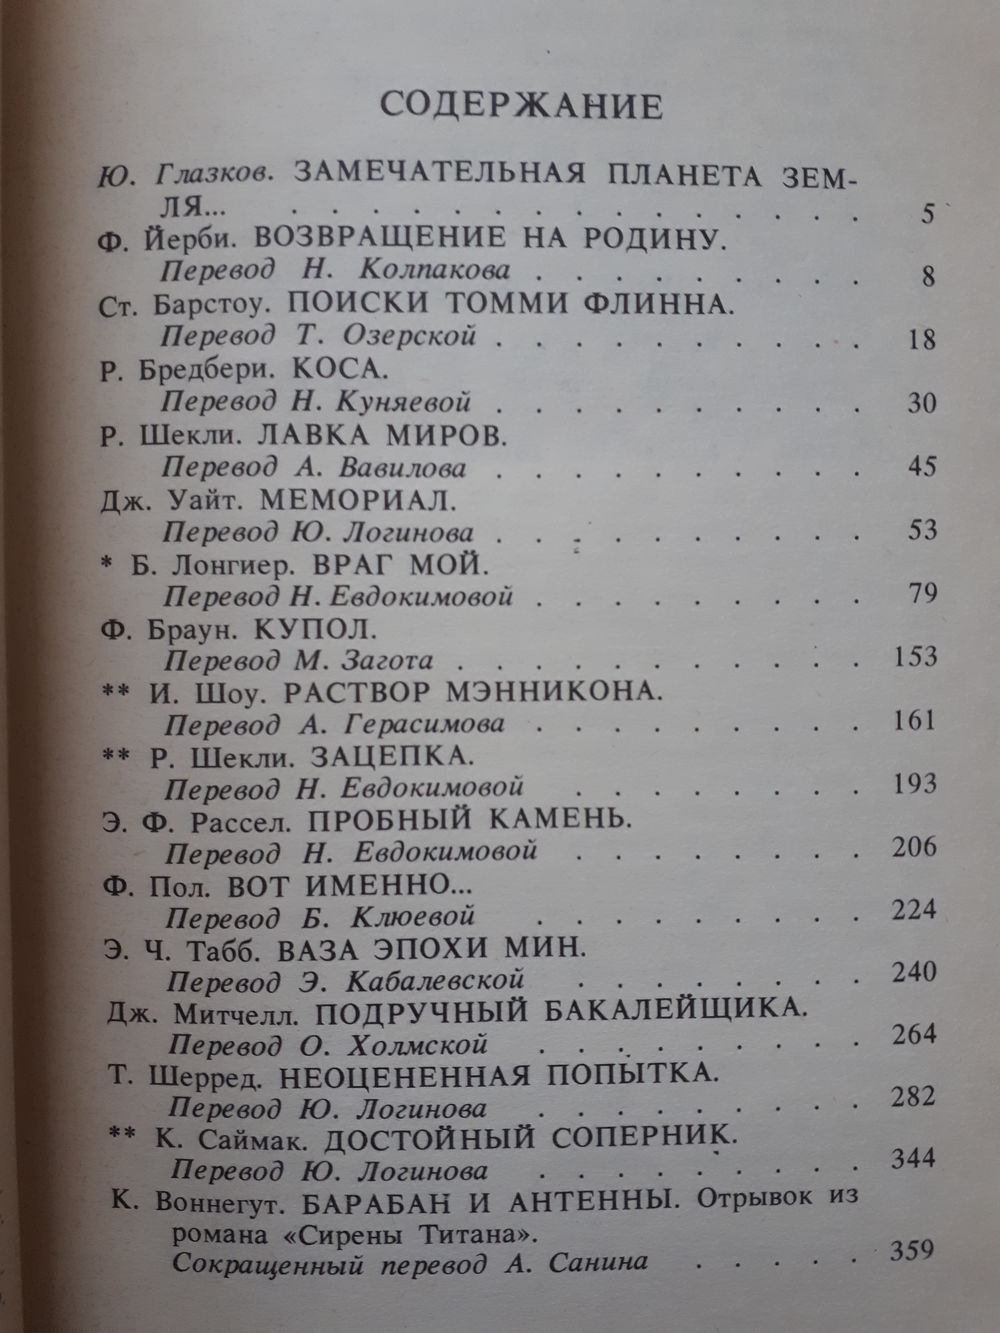 СОДЕРЖАНИЕ
Ю. Глазков. ЗАМЕЧАТЕЛЬНАЯ ПЛАНЕТА ЗЕМ-
ЛЯ... . . . . . . . . . . . . . . . 5
Ф. Йерби. ВОЗВРАЩЕНИЕ НА РОДИНУ.
Перевод Н. Колпакова . . . . . . . . . 8
Ст. Барстоу. ПОИСКИ ТОММИ ФЛИННА.
Перевод Т. Озерской . . . . . . . . . . 18
Р. Бредбери. КОСА.
Перевод Н. Куняевой . . . . . . . . . . 30
Р. Шекли. ЛАВКА МИРОВ.
Перевод А. Вавилова . . . . . . . . . . 45
Дж. Уайт. МЕМОРИАЛ.
Перевод Ю. Логинова . . . . . . . . . . 53
* Б. Лонгиер. ВРАГ МОЙ.
Перевод Н. Евдокимовой . . . . . . . . . 79
Ф. Браун. КУПОЛ.
Перевод М. Загота . . . . . . . . . . . 153
** И. Шоу. РАСТВОР МЭННИКОНА.
Перевод А. Герасимова . . . . . . . . . 161
** Р. Шекли. ЗАЦЕПКА.
Перевод Н. Евдокимовой . . . . . . . . 193
Э. Ф. Рассел. ПРОБНЫЙ КАМЕНЬ.
Перевод Н. Евдокимовой . . . . . . . . 206
Ф. Пол. ВОТ ИМЕННО...
Перевод Б. Клюевой . . . . . . . . . 224
Э. Ч. Табб. ВАЗА ЭПОХИ МИН.
Перевод Э. Кабалевской . . . . . . . . 240
Дж. Митчелл. ПОДРУЧНЫЙ БАКАЛЕЙЩИКА.
Перевод О. Холмской . . . . . . . . . 264
Т. Шерред. НЕОЦЕНЕННАЯ ПОПЫТКА.
Перевод Ю. Логинова . . . . . . . . . 282
** К. Саймак. ДОСТОЙНЫЙ СОПЕРНИК.
Перевод Ю. Логинова . . . . . . . . . 344
К. Воннегут. БАРАБАН И АНТЕННЫ. Отрывок из
романа «Сирены Титана».
Сокращенный перевод А. Санина . . . . . 359